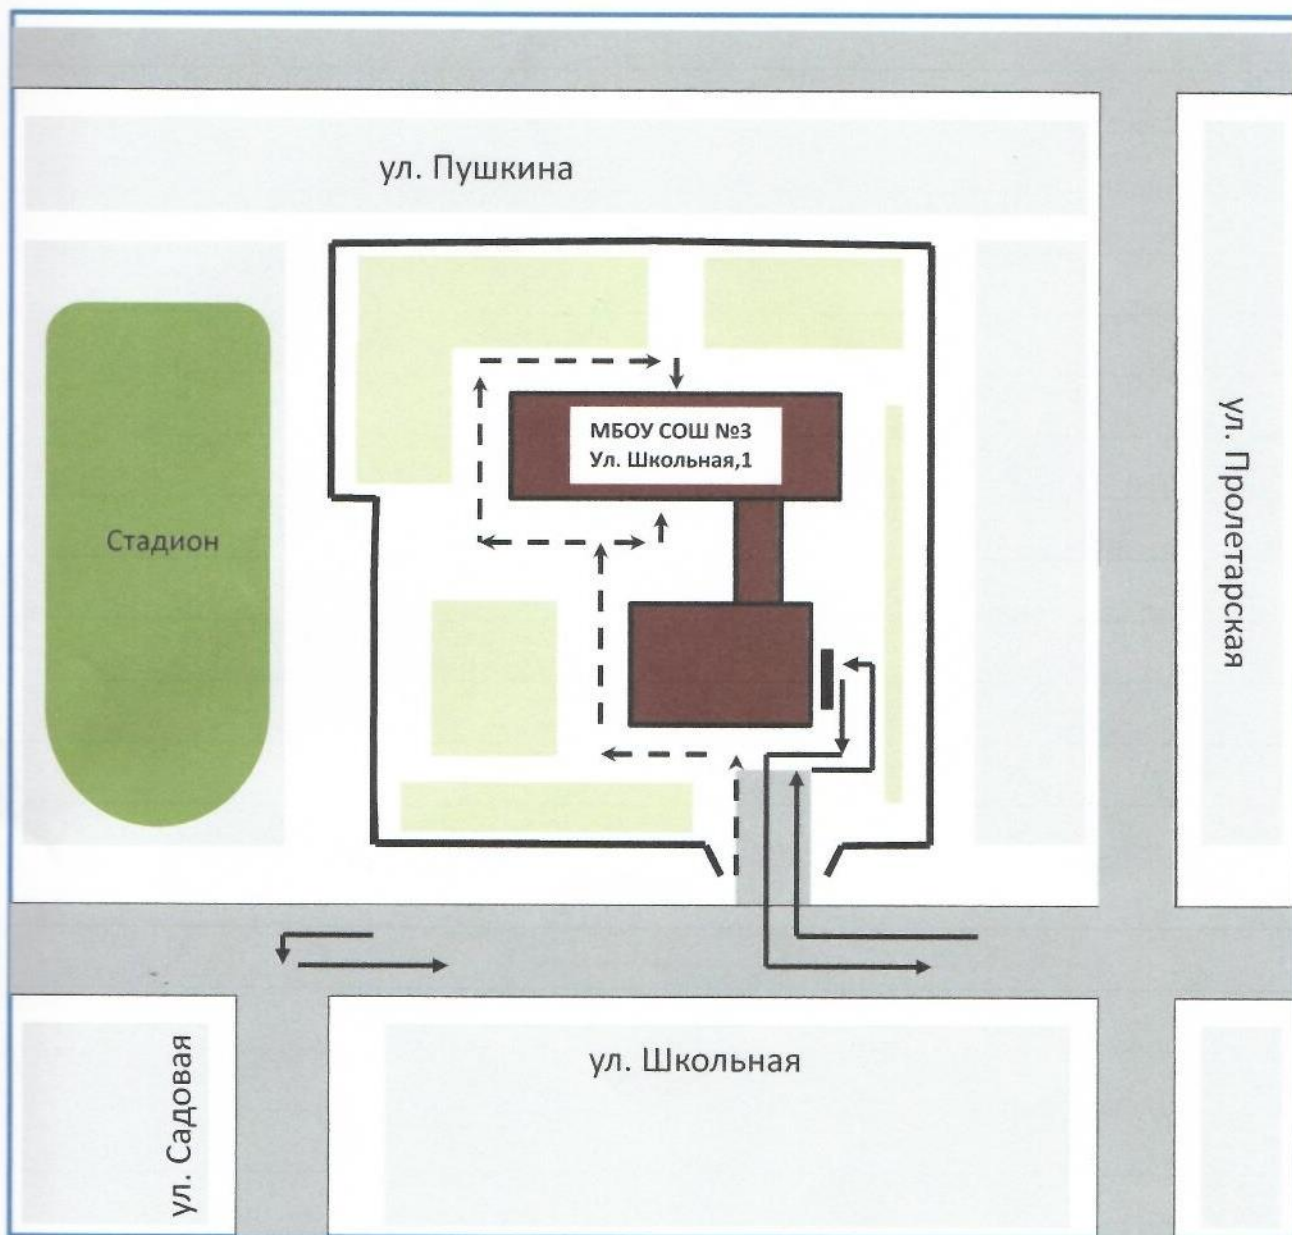 ул. Пушкина
МБОУ СОШ №3
Ул. Школьная,1
Стадион
ул. Пролетарская
ул. Школьная
ул. Садовая